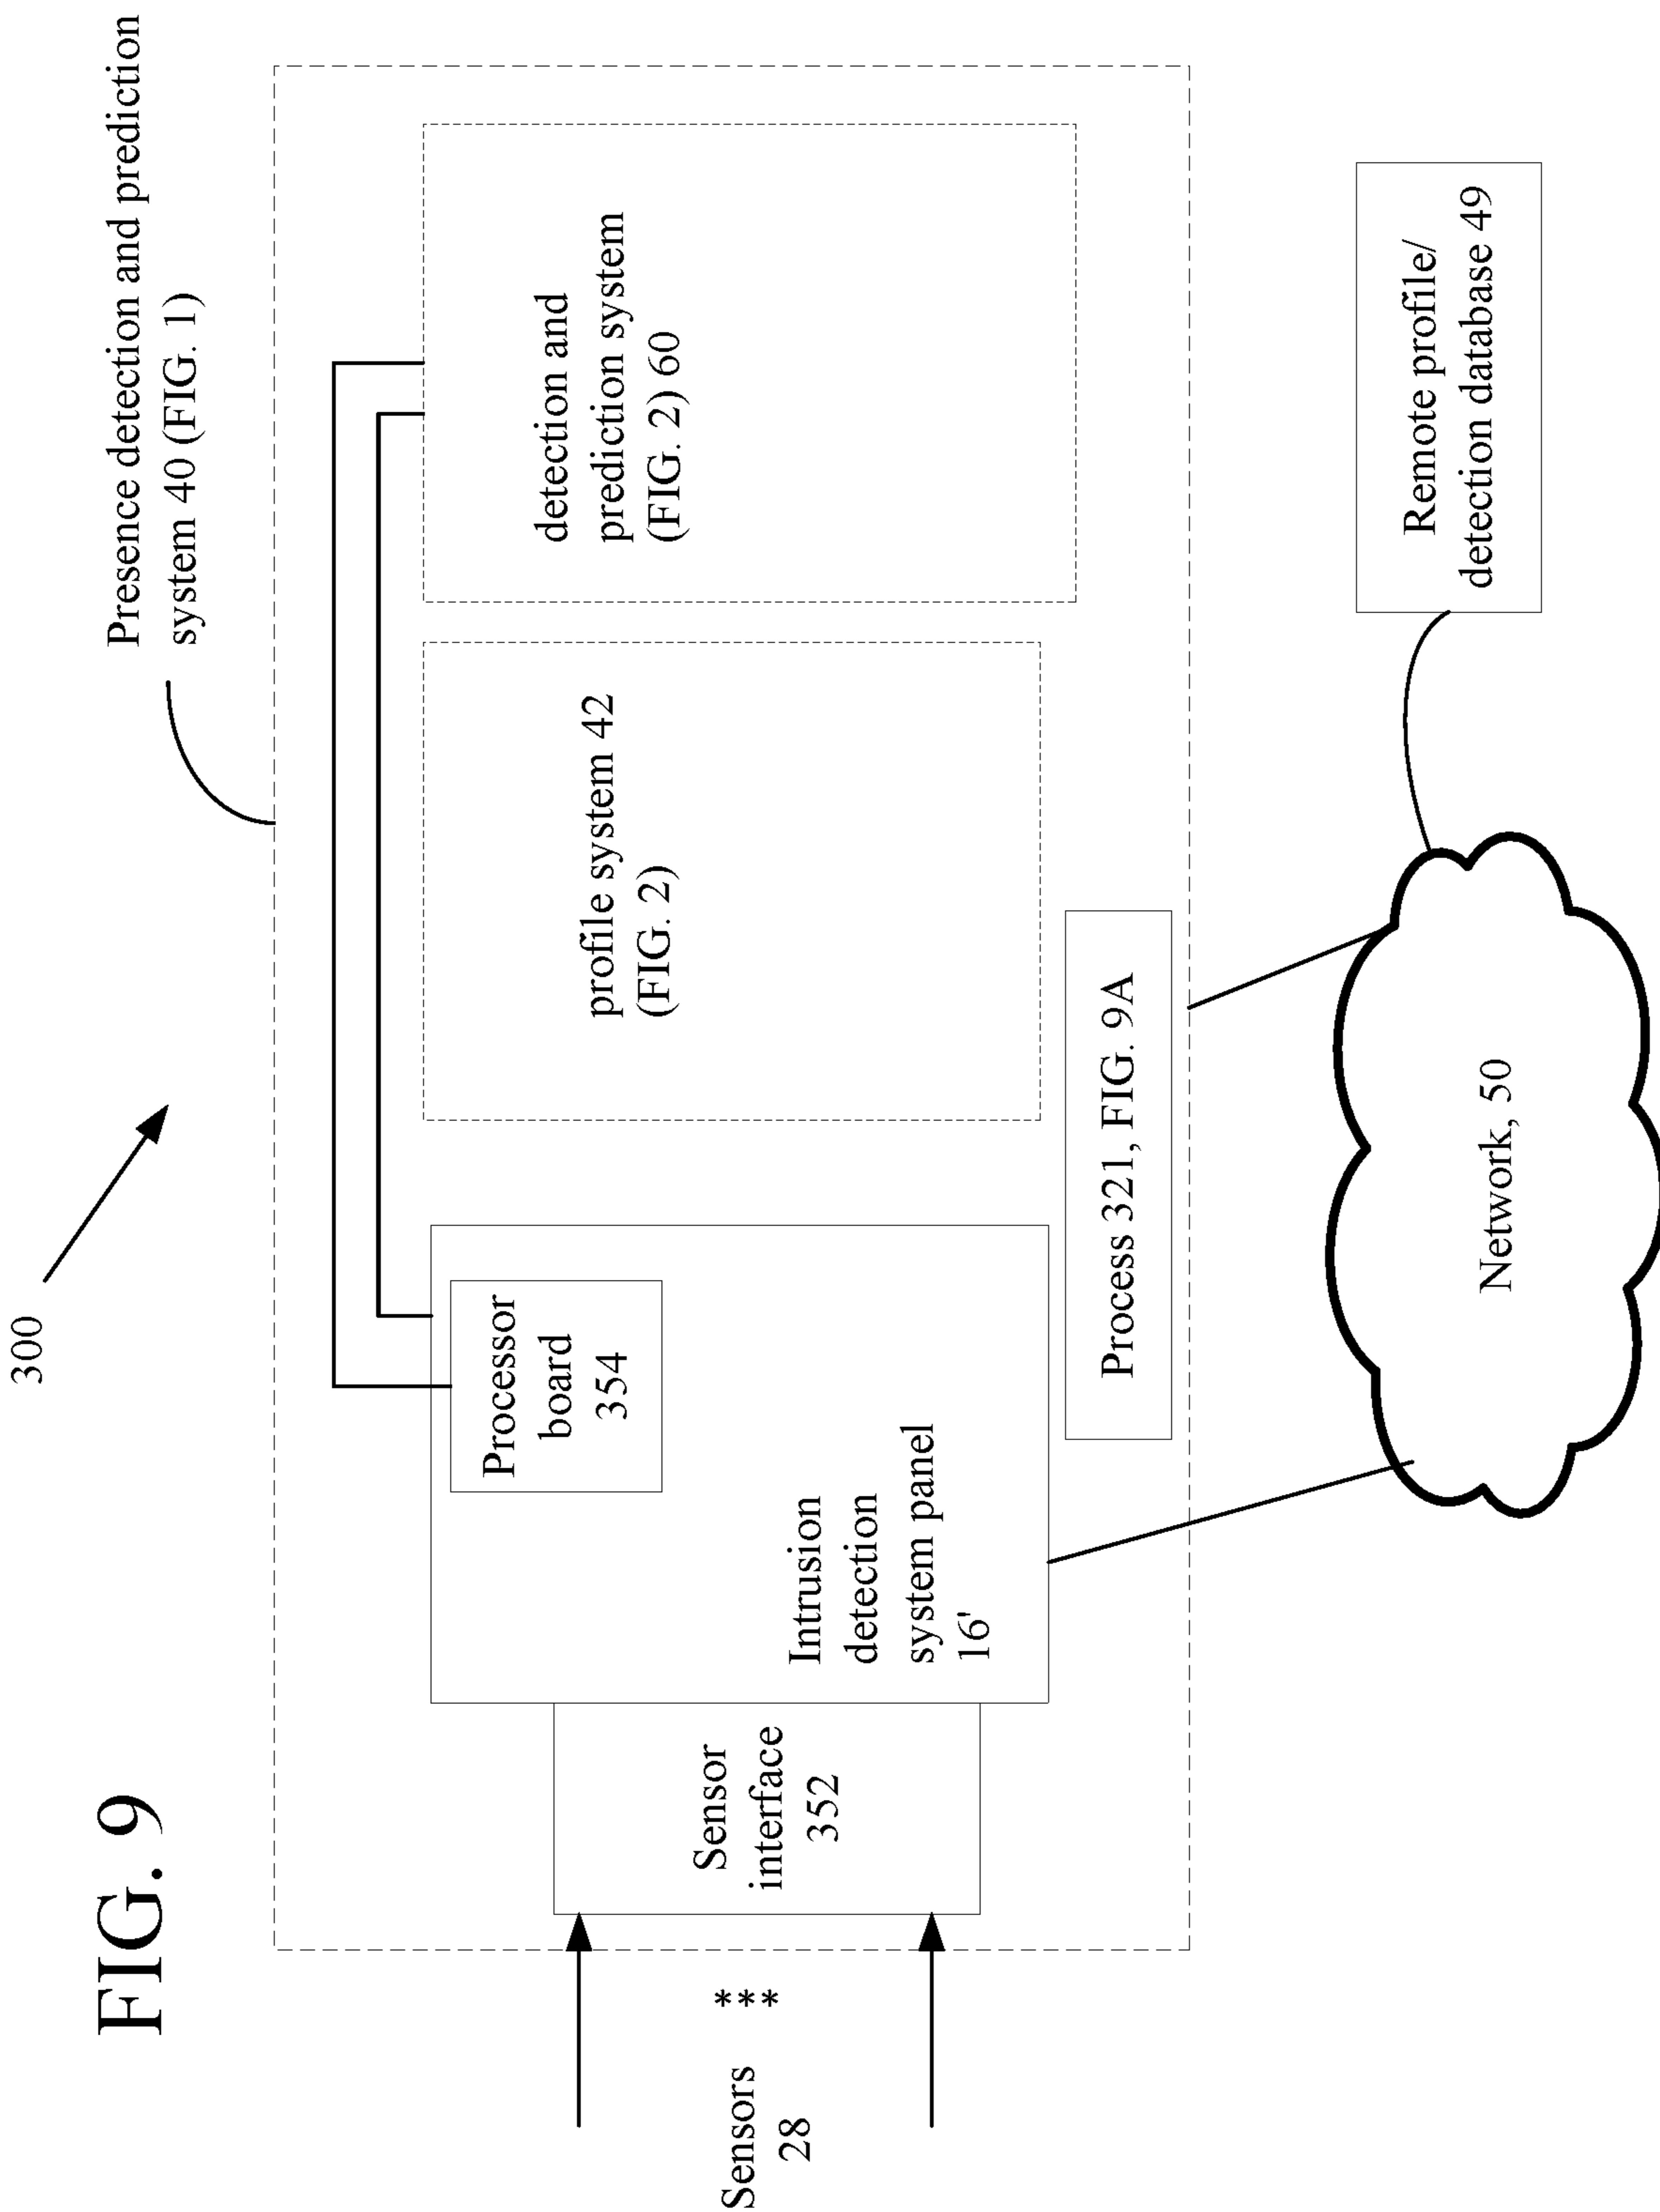 FIG. 9
300
Presence detection and prediction
system 40 (FIG. 1)
Sensors
28
***
Sensor
interface
352
Processor
board
354
Intrusion
detection
system panel
16'
profile system 42
(FIG. 2)
detection and
prediction system
(FIG. 2) 60
Process 321, FIG. 9A
Network, 50
Remote profile/
detection database 49